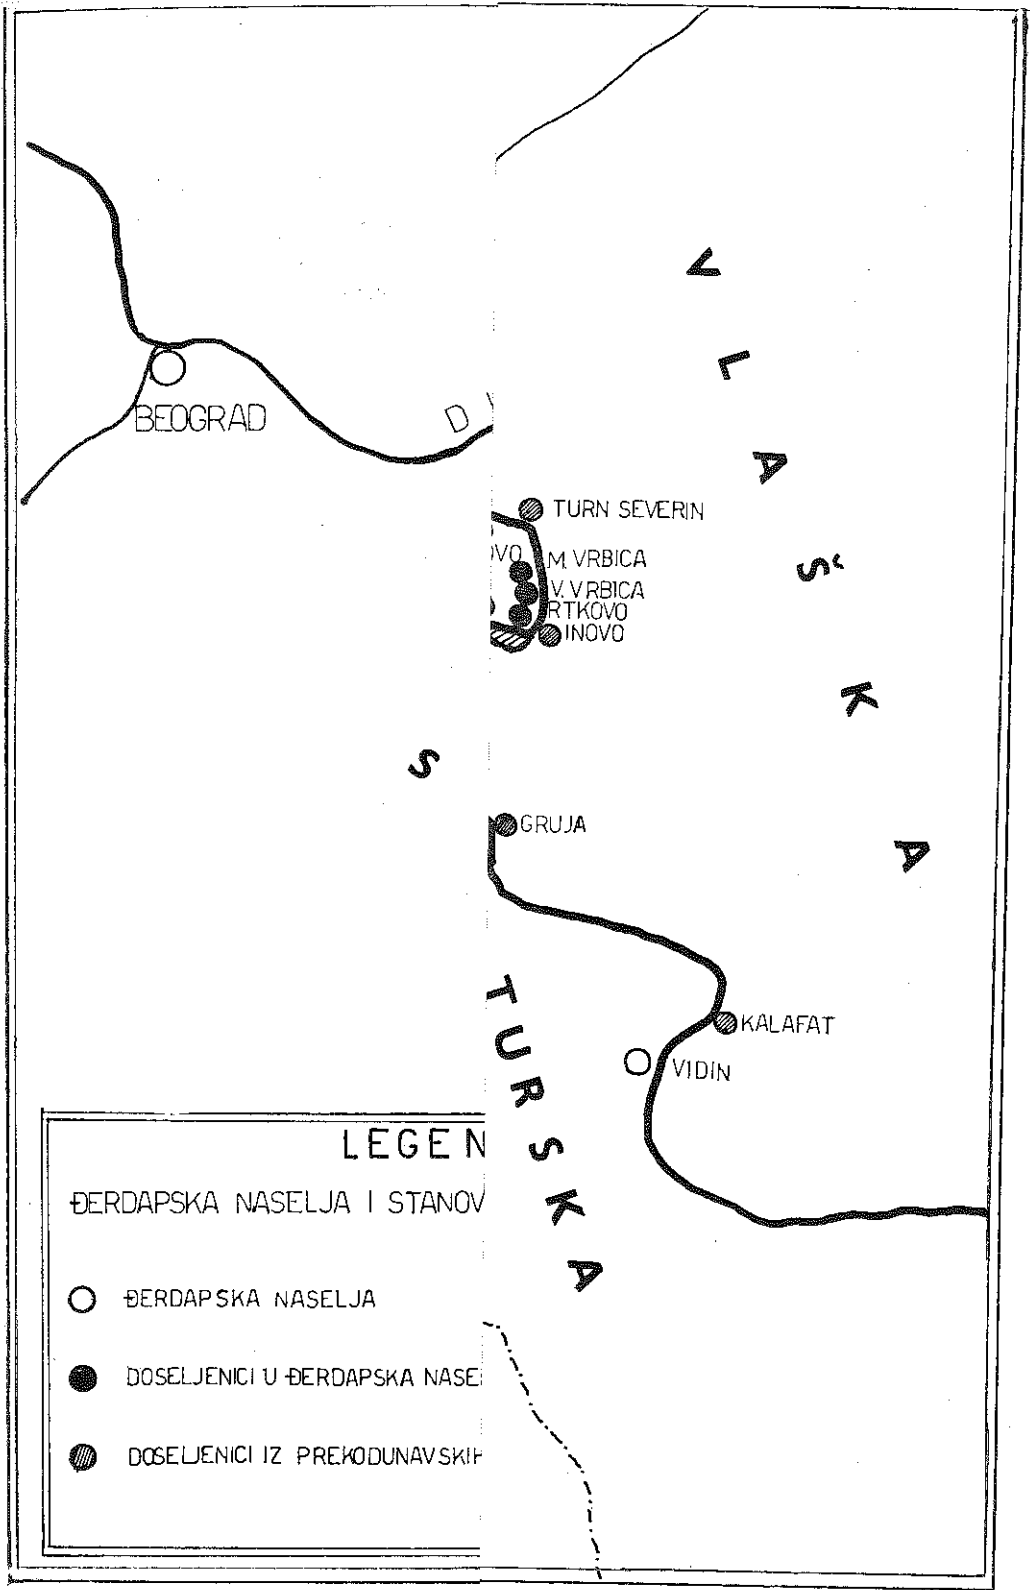 VLAŠKA
BEOGRAD
D
TURN SEVERIN
OVO
M. VRBICA
V. VRBICA
RTKOVO
INOVO
S
GRUJA
TURSKA
KALAFAT
VIDIN
LEGEN
ĐERDAPSKA NASELJA I STANOV
ĐERDAPSKA NASELJA
DOSELJENICI U ĐERDAPSKA NASE
DOSELJENICI IZ PREKODUNAVSKIH